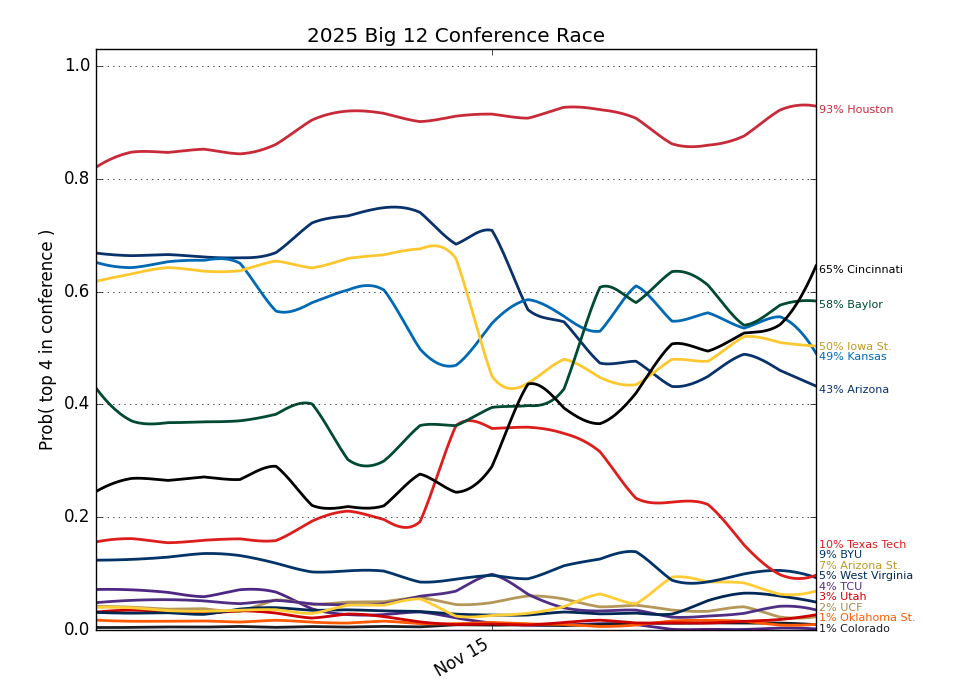 2025 Big 12 Conference Race
Prob( top 4 in conference )
1.0
0.8
0.6
0.4
0.2
0.0
Nov 15
93% Houston
65% Cincinnati
58% Baylor
50% Iowa St.
49% Kansas
43% Arizona
10% Texas Tech
9% BYU
7% Arizona St.
5% West Virginia
4% TCU
3% Utah
2% UCF
1% Oklahoma St.
1% Colorado